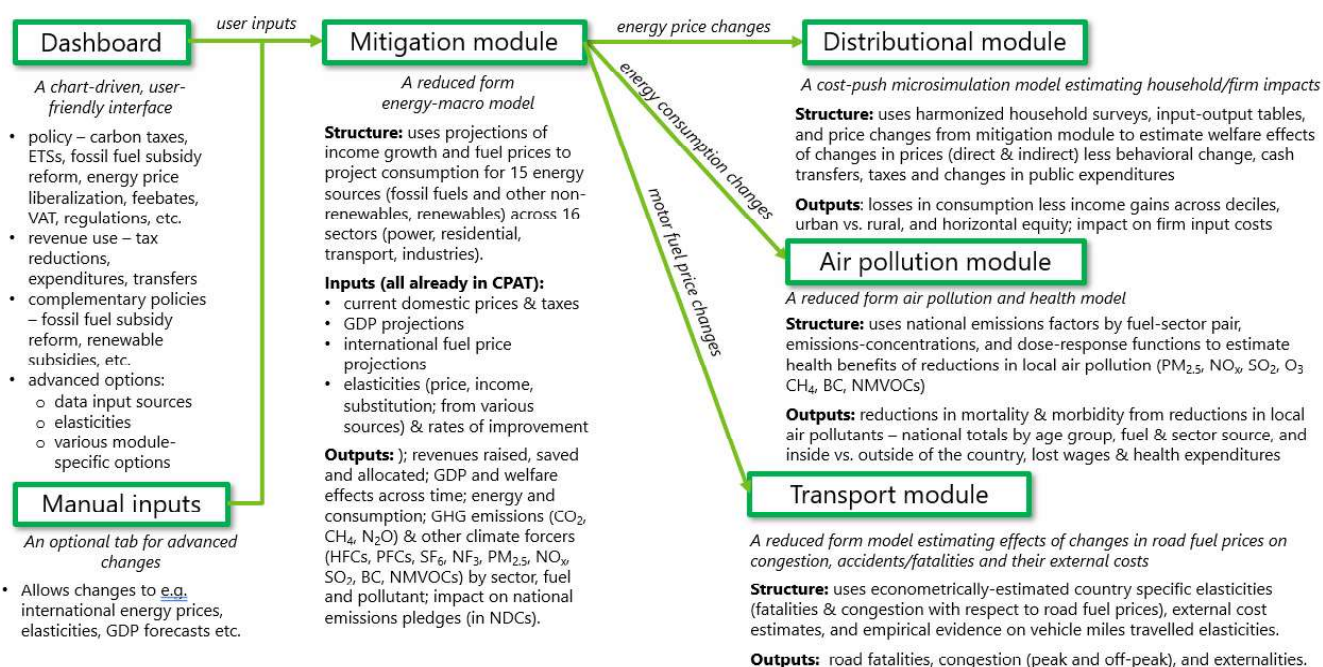 Dashboard
A chart-driven, user-
friendly interface
• policy – carbon taxes,
ETSs, fossil fuel subsidy
reform, energy price
liberalization, feebates,
VAT, regulations, etc.
• revenue use – tax
reductions,
expenditures, transfers
• complementary policies
– fossil fuel subsidy
reform, renewable
subsidies, etc.
• advanced options:
o data input sources
o elasticities
o various module-
specific options
Manual inputs
An optional tab for advanced
changes
• Allows changes to e.g.
international energy prices,
elasticities, GDP forecasts etc.
user inputs
Mitigation module
A reduced form
energy-macro model
Structure: uses projections of
income growth and fuel prices to
project consumption for 15 energy
sources (fossil fuels and other non-
renewables, renewables) across 16
sectors (power, residential,
transport, industries).
Inputs (all already in CPAT):
• current domestic prices & taxes
• GDP projections
• international fuel price
projections
• elasticities (price, income,
substitution; from various
sources) & rates of improvement
Outputs: ); revenues raised, saved
and allocated; GDP and welfare
effects across time; energy and
consumption; GHG emissions (CO₂,
CH₄, N₂O) & other climate forcers
(HFCs, PFCs, SF₆, NF₃, PM₂.₅, NOₓ,
SO₂, BC, NMVOCs) by sector, fuel
and pollutant; impact on national
emissions pledges (in NDCs).
energy price changes
energy consumption changes
motor fuel price changes
Distributional module
A cost-push microsimulation model estimating household/firm impacts
Structure: uses harmonized household surveys, input-output tables,
and price changes from mitigation module to estimate welfare effects
of changes in prices (direct & indirect) less behavioral change, cash
transfers, taxes and changes in public expenditures
Outputs: losses in consumption less income gains across deciles,
urban vs. rural, and horizontal equity; impact on firm input costs
Air pollution module
A reduced form air pollution and health model
Structure: uses national emissions factors by fuel-sector pair,
emissions-concentrations, and dose-response functions to estimate
health benefits of reductions in local air pollution (PM₂.₅, NOₓ, SO₂, O₃
CH₄, BC, NMVOCs)
Outputs: reductions in mortality & morbidity from reductions in local
air pollutants – national totals by age group, fuel & sector source, and
inside vs. outside of the country, lost wages & health expenditures
Transport module
A reduced form model estimating effects of changes in road fuel prices on
congestion, accidents/fatalities and their external costs
Structure: uses econometrically-estimated country specific elasticities
(fatalities & congestion with respect to road fuel prices), external cost
estimates, and empirical evidence on vehicle miles travelled elasticities.
Outputs: road fatalities, congestion (peak and off-peak), and externalities.